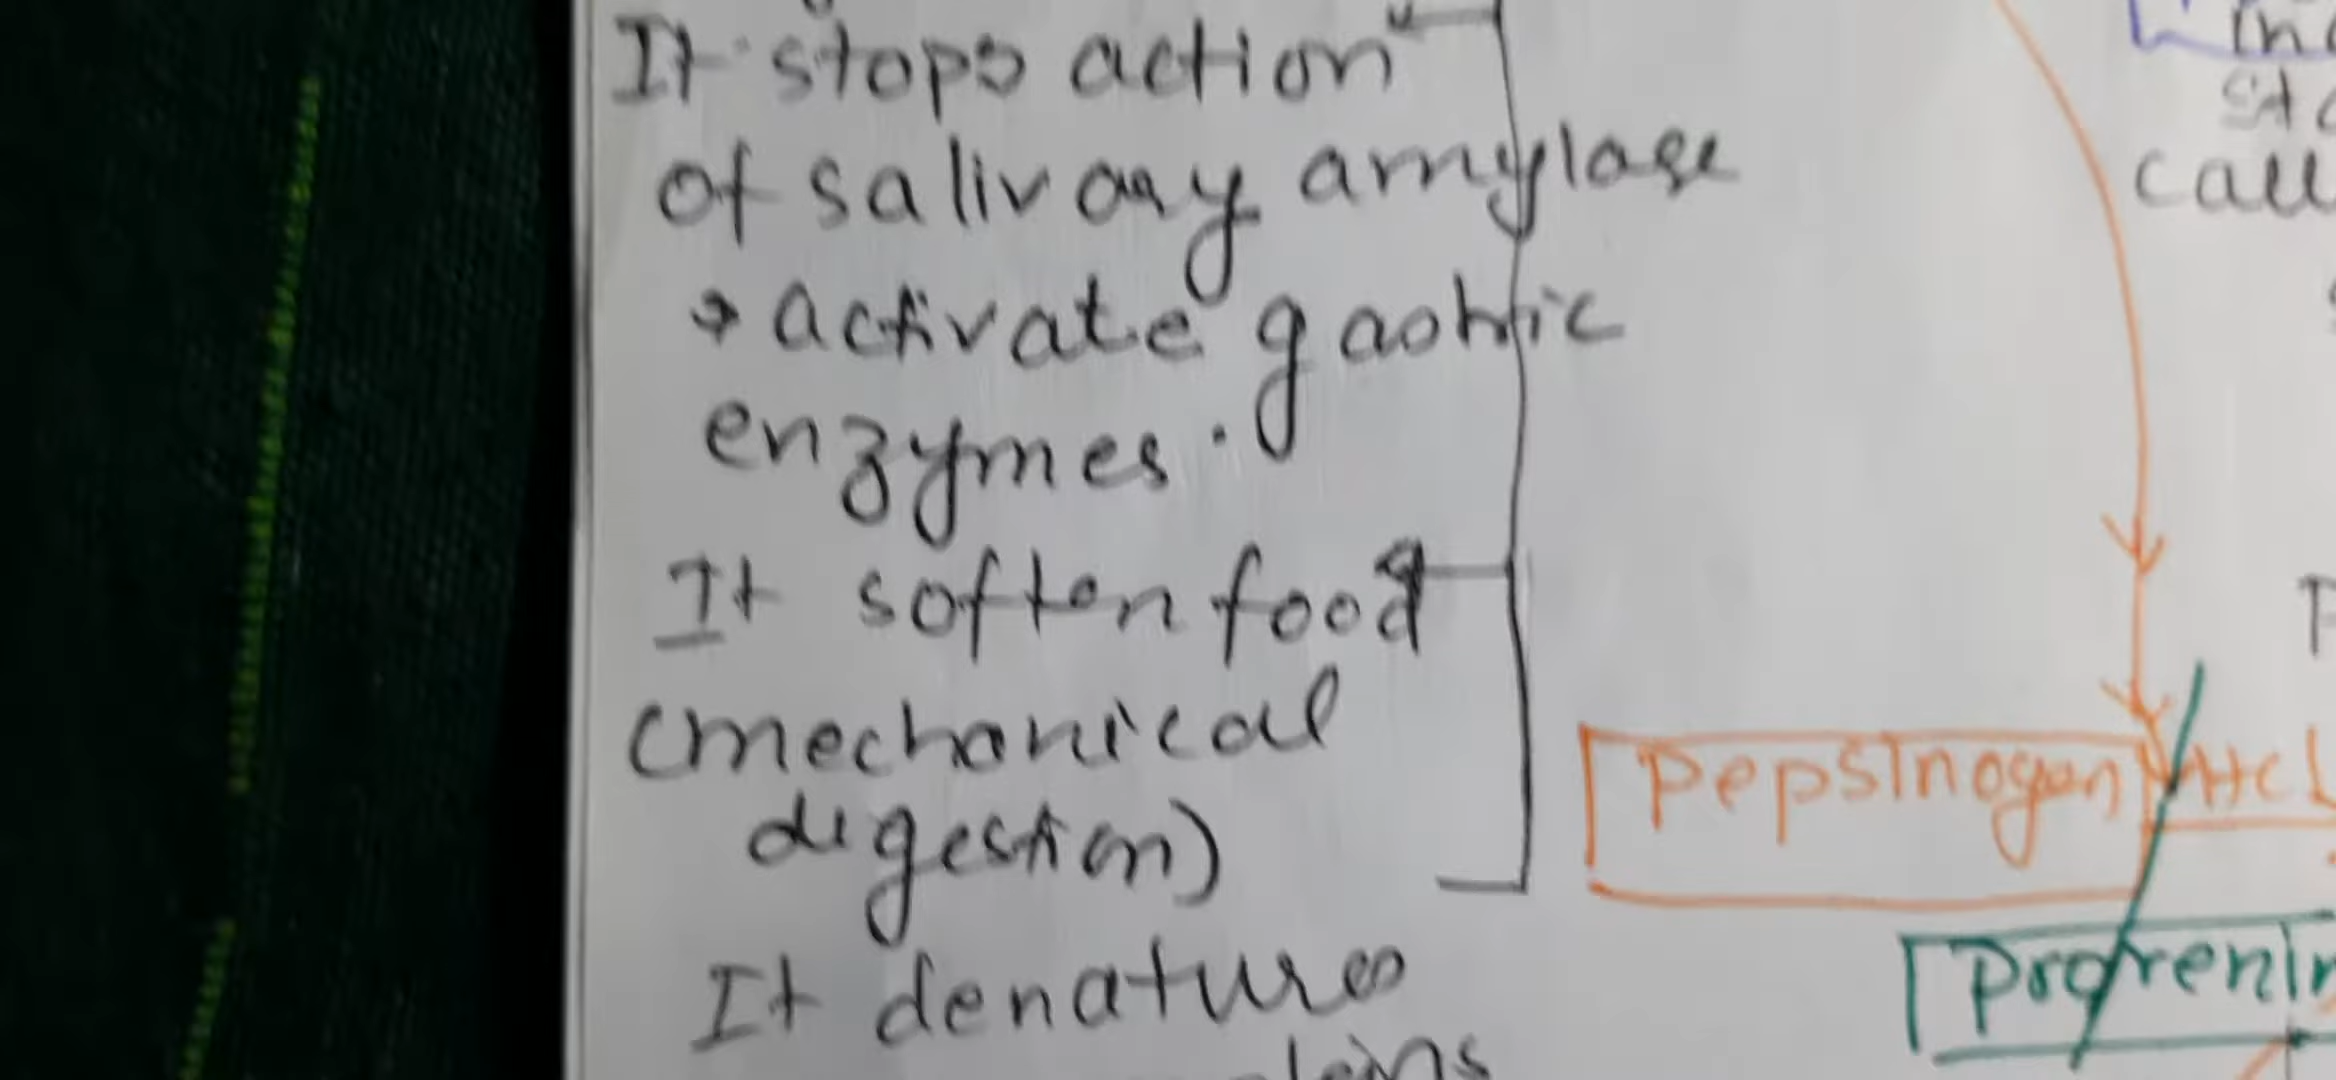 It stops action
of salivary amylase
→ activate gastric
enzymes.
It soften food
(mechanical
digestion)
It denatures
call
Pepsinogen HCl
Prorenin